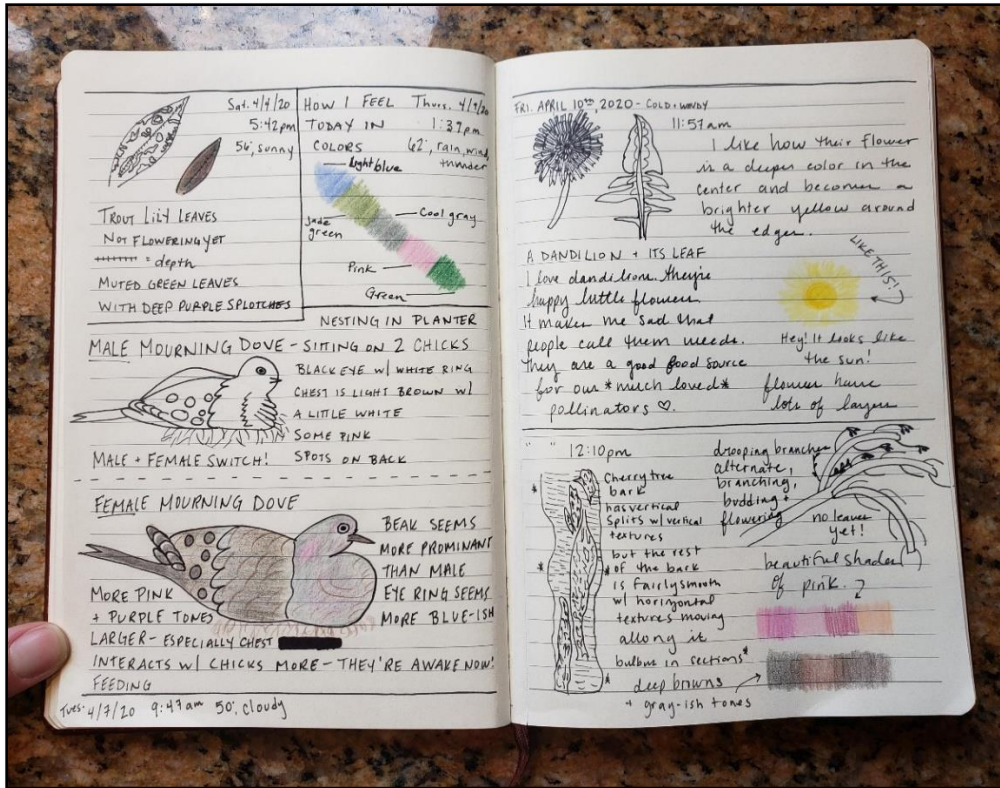 Sat. 4/4/20
5:42pm
56°, sunny
TROUT LILY LEAVES
NOT FLOWERING YET
= depth
MUTED GREEN LEAVES
WITH DEEP PURPLE SPLOTCHES
HOW I FEEL Thurs. 4/9/20
TODAY IN 1:37pm
COLORS 62°, rain, wind,
thunder
light blue
jade
green
Cool gray
Pink
Green
NESTING IN PLANTER
MALE MOURNING DOVE - SITTING ON 2 CHICKS
BLACK EYE w/ WHITE RING
CHEST IS LIGHT BROWN w/
A LITTLE WHITE
SOME PINK
SPOTS ON BACK
MALE + FEMALE SWITCH!
FEMALE MOURNING DOVE
BEAK SEEMS
MORE PROMINANT
THAN MALE
EYE RING SEEMS
MORE BLUE-ISH
MORE PINK
+ PURPLE TONES
LARGER - ESPECIALLY CHEST
INTERACTS w/ CHICKS MORE - THEY'RE AWAKE NOW!
FEEDING
Tues. 4/7/20 9:47am 50°, cloudy
FRI. APRIL 10TH, 2020 - COLD + WINDY
11:57am
I like how their flower
is a deeper color in the
center and becomes a
brighter yellow around
the edges.
LIKE THIS!
A DANDILION + ITS LEAF
I love dandilions they're
happy little flowers.
It makes me sad that
people call them weeds.
They are a good food source
for our *much loved*
pollinators ♡.
Hey! It looks like
the sun!
flowers have
lots of layers
" " 12:10pm
Cherry tree
bark
has vertical
splits w/ vertical
textures
but the rest
*of the bark
is fairly smooth
w/ horizontal
textures moving
allong it
bulbus in sections*
deep browns
+ gray-ish tones
drooping branches
alternate,
branching,
budding +
flowering
no leaves
yet!
beautiful shades
of pink.